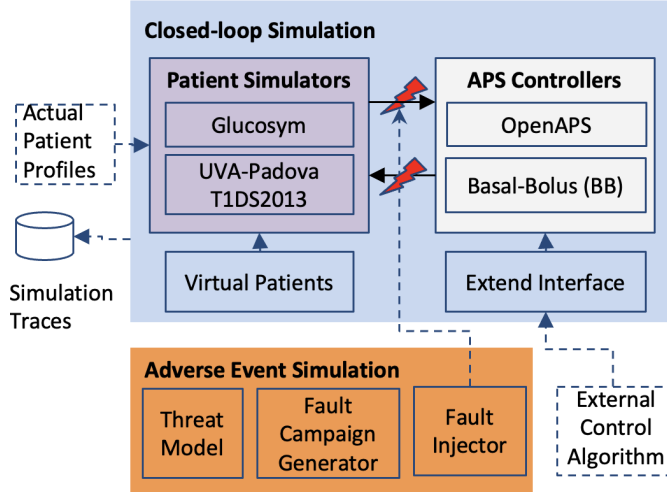 Closed-loop Simulation
Patient Simulators
Glucosym
UVA-Padova
T1DS2013
Virtual Patients
APS Controllers
OpenAPS
Basal-Bolus (BB)
Extend Interface
Actual
Patient
Profiles
Simulation
Traces
Adverse Event Simulation
Threat
Model
Fault
Campaign
Generator
Fault
Injector
External
Control
Algorithm